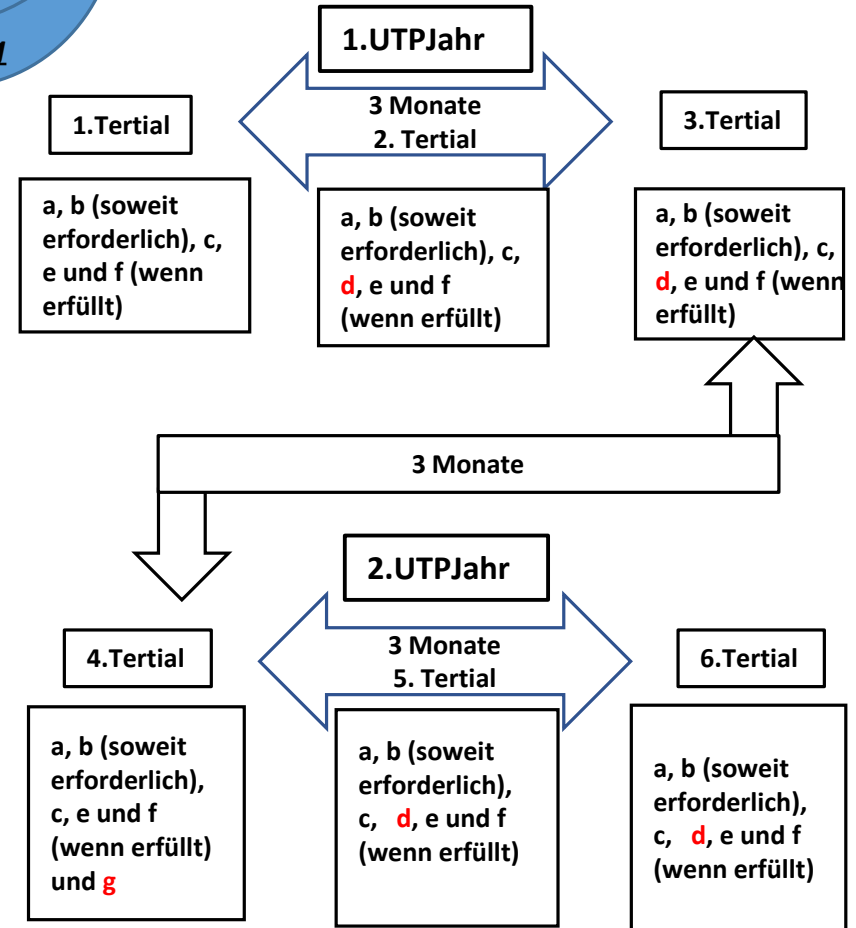 1
1.UTPJahr
3 Monate
2. Tertial
1.Tertial
3.Tertial
a, b (soweit
erforderlich), c,
e und f (wenn
erfüllt)
a, b (soweit
erforderlich), c,
d, e und f
(wenn erfüllt)
a, b (soweit
erforderlich), c,
d, e und f (wenn
erfüllt)
3 Monate
2.UTPJahr
3 Monate
5. Tertial
4.Tertial
6.Tertial
a, b (soweit
erforderlich),
c, e und f
(wenn erfüllt)
und g
a, b (soweit
erforderlich),
c, d, e und f
(wenn erfüllt)
a, b (soweit
erforderlich),
c, d, e und f
(wenn erfüllt)